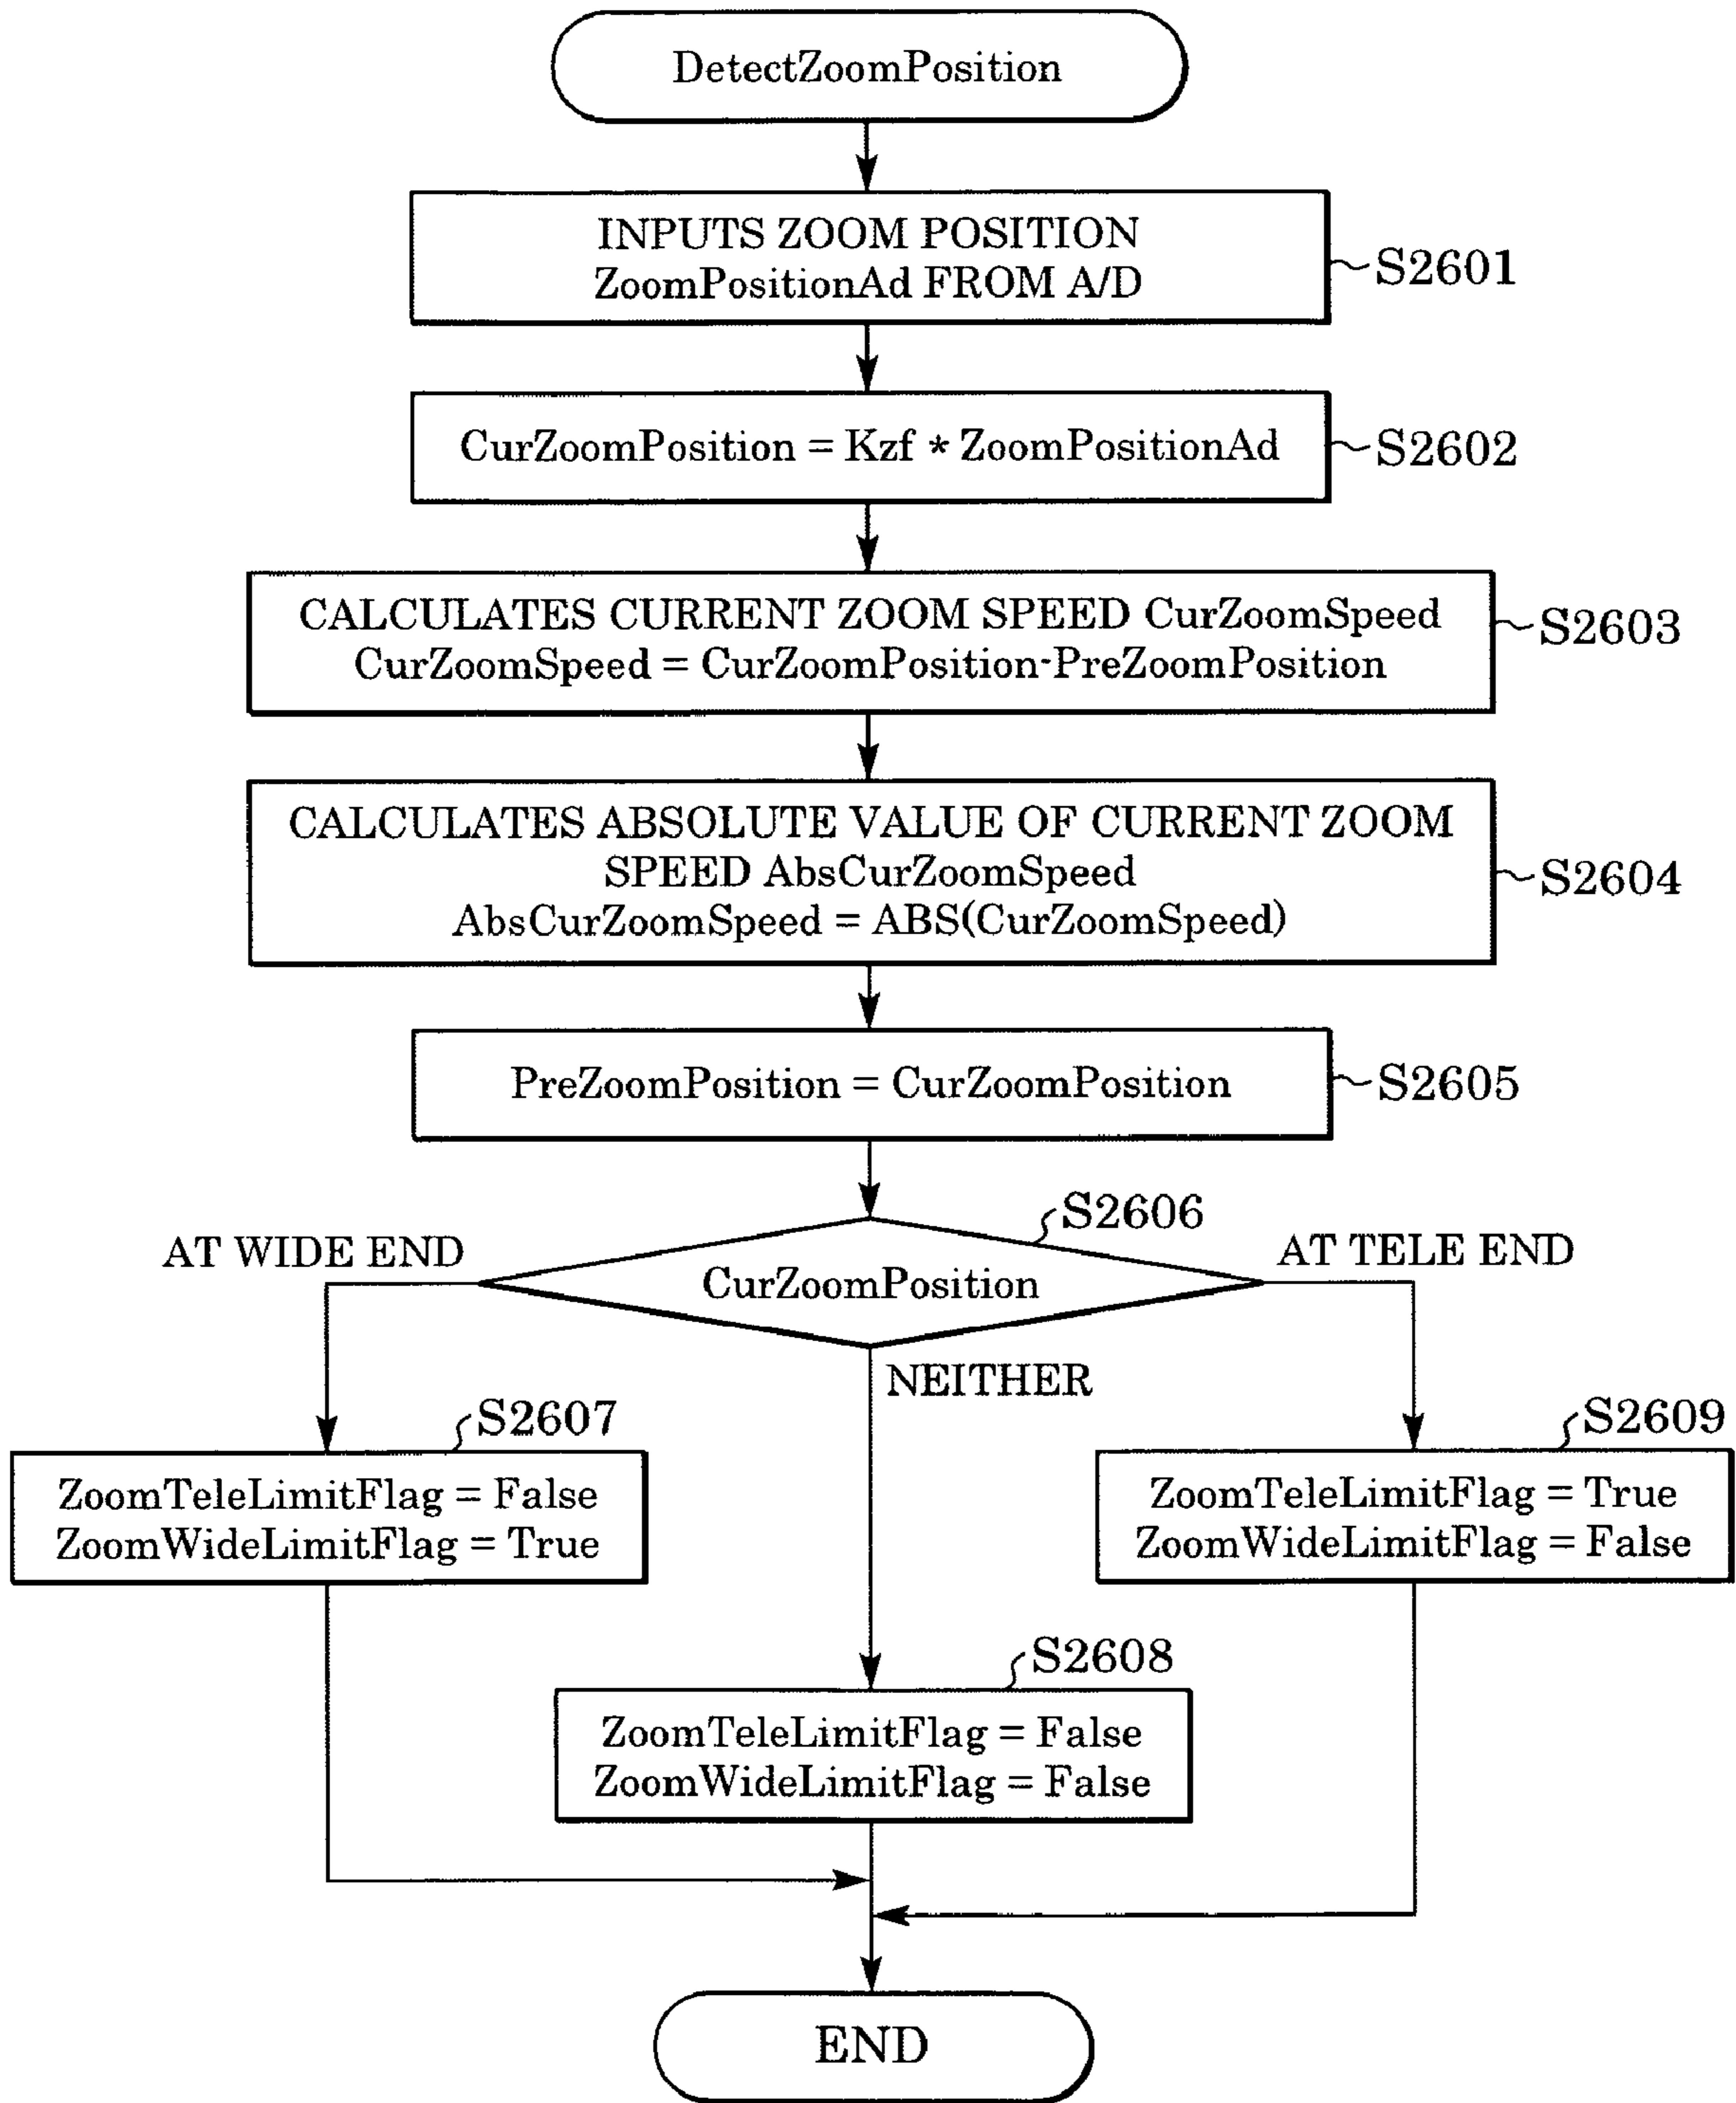 DetectZoomPosition
INPUTS ZOOM POSITION
ZoomPositionAd FROM A/D
S2601
CurZoomPosition = Kzf * ZoomPositionAd
S2602
CALCULATES CURRENT ZOOM SPEED CurZoomSpeed
CurZoomSpeed = CurZoomPosition-PreZoomPosition
S2603
CALCULATES ABSOLUTE VALUE OF CURRENT ZOOM
SPEED AbsCurZoomSpeed
AbsCurZoomSpeed = ABS(CurZoomSpeed)
S2604
PreZoomPosition = CurZoomPosition
S2605
S2606
AT WIDE END
CurZoomPosition
AT TELE END
NEITHER
S2607
ZoomTeleLimitFlag = False
ZoomWideLimitFlag = True
S2609
ZoomTeleLimitFlag = True
ZoomWideLimitFlag = False
S2608
ZoomTeleLimitFlag = False
ZoomWideLimitFlag = False
END